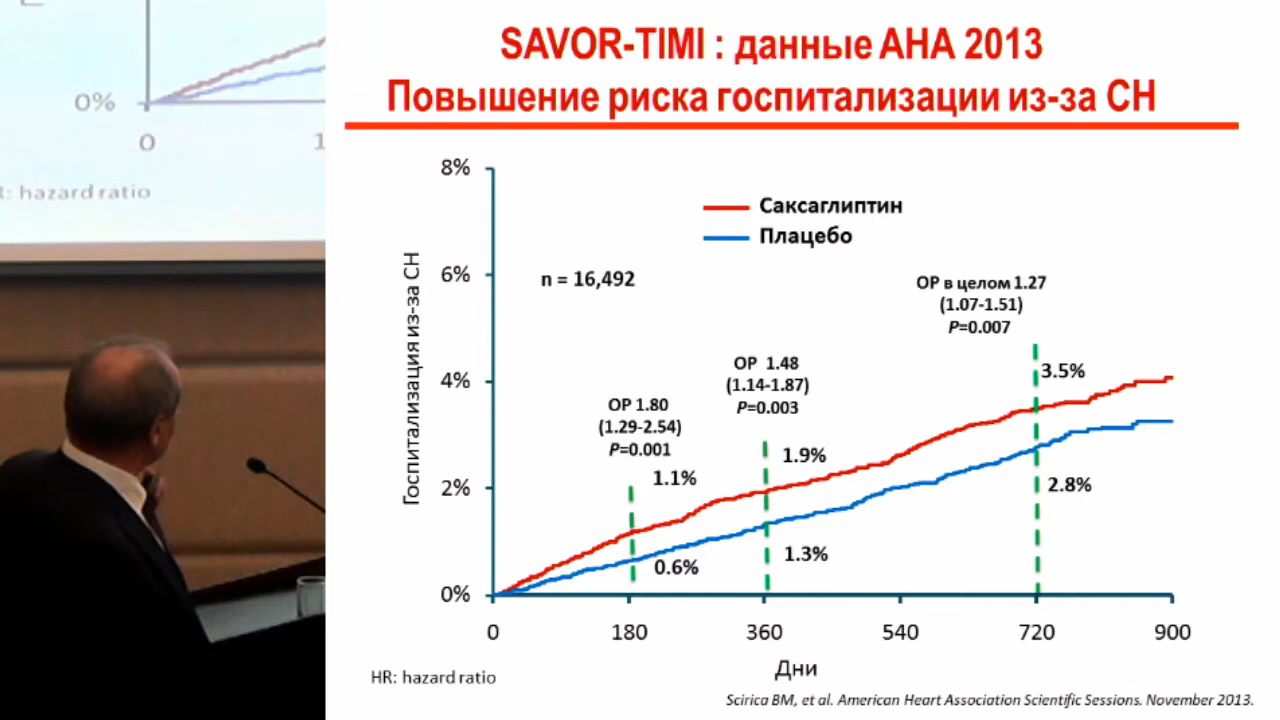 SAVOR-TIMI : данные AHA 2013
Повышение риска госпитализации из-за СН
8%
6%
4%
2%
0%
Госпитализация из-за СН
Саксаглиптин
Плацебо
n = 16,492
ОР 1.80
(1.29-2.54)
P=0.001
ОР 1.48
(1.14-1.87)
P=0.003
ОР в целом 1.27
(1.07-1.51)
P=0.007
1.1%
0.6%
1.9%
1.3%
3.5%
2.8%
0
180
360
540
720
900
Дни
HR: hazard ratio
Scirica BM, et al. American Heart Association Scientific Sessions. November 2013.
0%
0
1
: hazard ratio